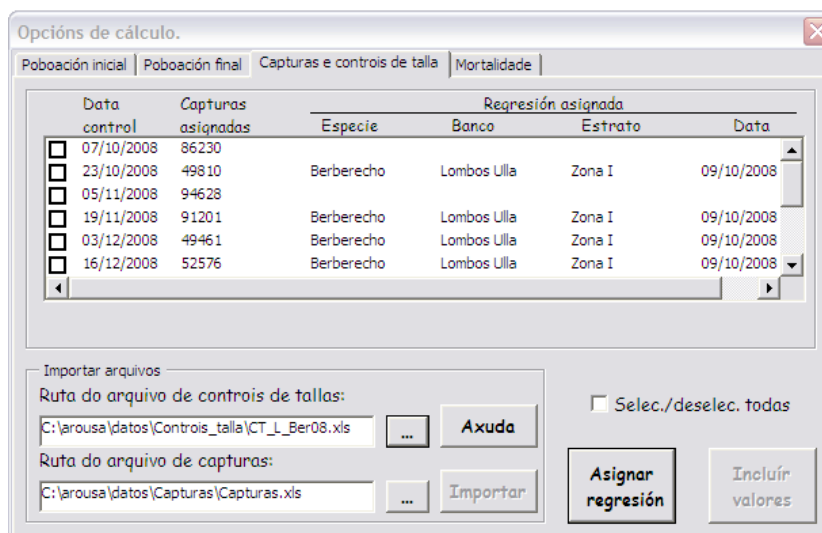 Opcións de cálculo.
Poboación inicial Poboación final Capturas e controis de talla Mortalidade
Data Capturas Regresión asignada
control asignadas Especie Banco Estrato Data
07/10/2008 86230
23/10/2008 49810 Berberecho Lombos Ulla Zona I 09/10/2008
05/11/2008 94628
19/11/2008 91201 Berberecho Lombos Ulla Zona I 09/10/2008
03/12/2008 49461 Berberecho Lombos Ulla Zona I 09/10/2008
16/12/2008 52576 Berberecho Lombos Ulla Zona I 09/10/2008
Importar arquivos
Ruta do arquivo de controis de tallas:
C:\arousa\datos\Controis_talla\CT_L_Ber08.xls ... Axuda
Ruta do arquivo de capturas:
C:\arousa\datos\Capturas\Capturas.xls ... Importar
Selec./deselec. todas
Asignar
regresión
Incluír
valores